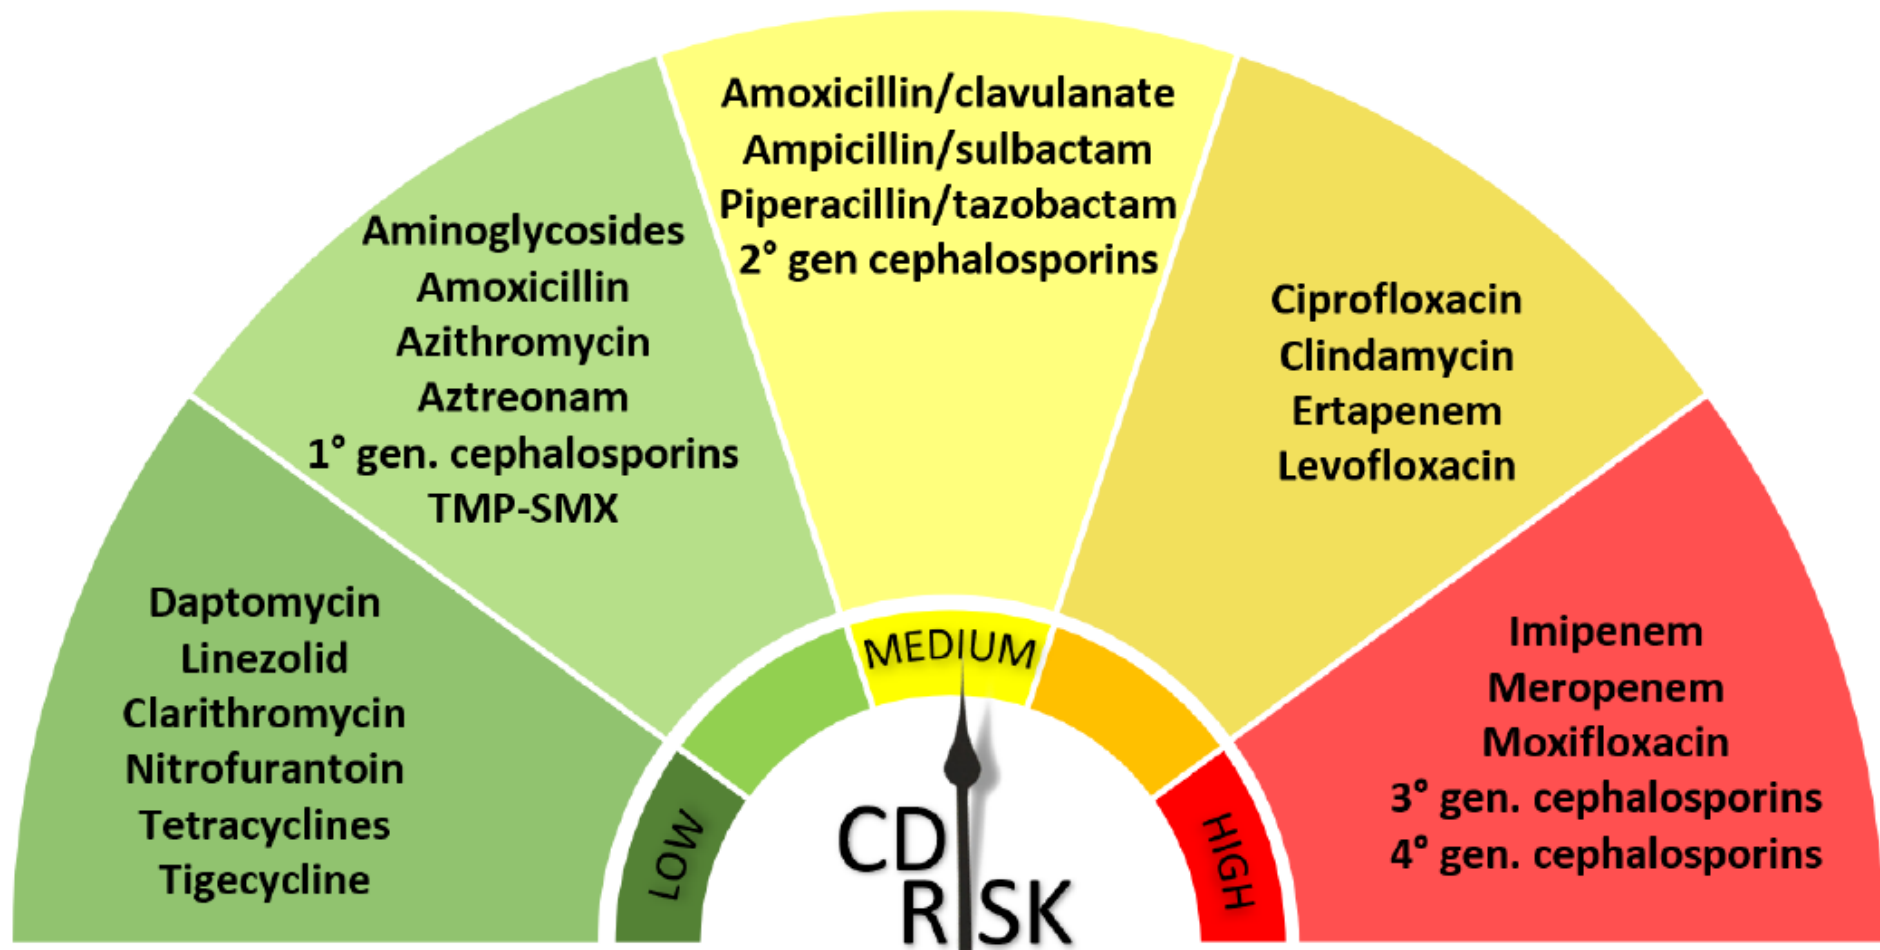 Daptomycin
Linezolid
Clarithromycin
Nitrofurantoin
Tetracyclines
Tigecycline
Aminoglycosides
Amoxicillin
Azithromycin
Aztreonam
1° gen. cephalosporins
TMP-SMX
Amoxicillin/clavulanate
Ampicillin/sulbactam
Piperacillin/tazobactam
2° gen cephalosporins
Ciprofloxacin
Clindamycin
Ertapenem
Levofloxacin
Imipenem
Meropenem
Moxifloxacin
3° gen. cephalosporins
4° gen. cephalosporins
LOW
MEDIUM
HIGH
CD
RISK